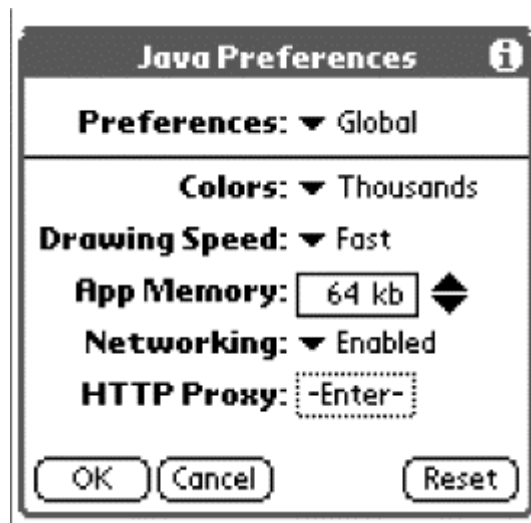 Java Preferences i
Preferences: Global
Colors: Thousands
Drawing Speed: Fast
App Memory: 64 kb
Networking: Enabled
HTTP Proxy: -Enter-
OK Cancel Reset